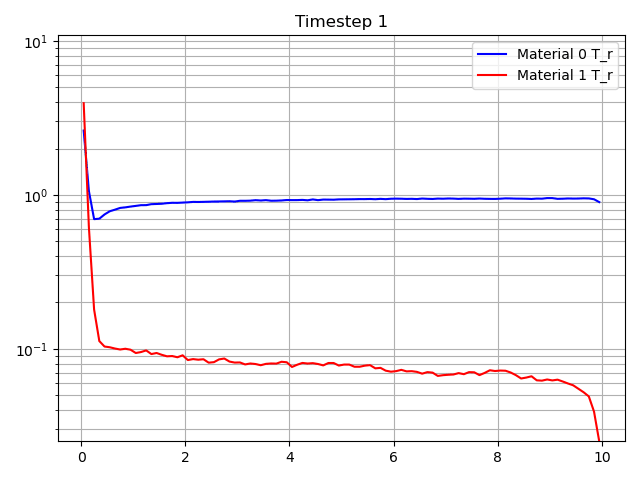 Timestep 1
Material 0 T_r
Material 1 T_r
10¹
10⁰
10⁻¹
0 2 4 6 8 10